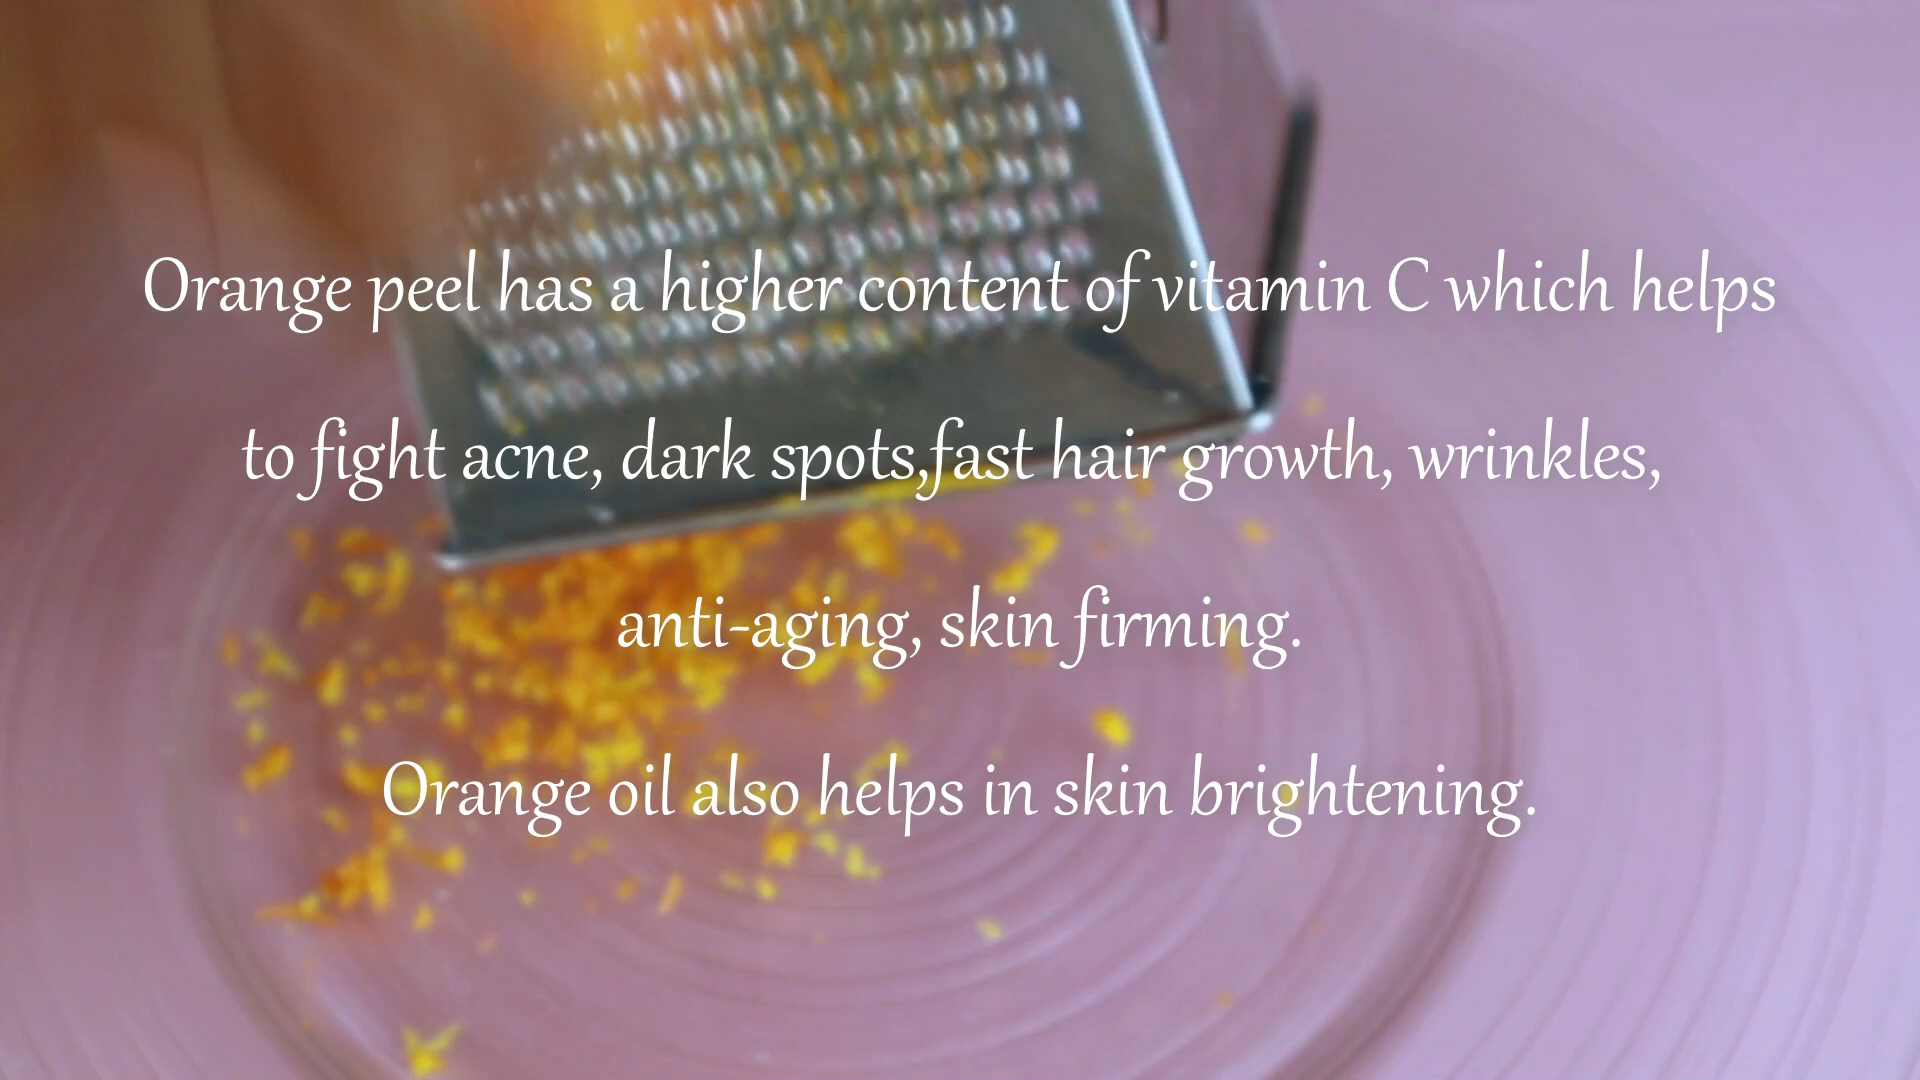 Orange peel has a higher content of vitamin C which helps
to fight acne, dark spots,fast hair growth, wrinkles,
anti-aging, skin firming.
Orange oil also helps in skin brightening.